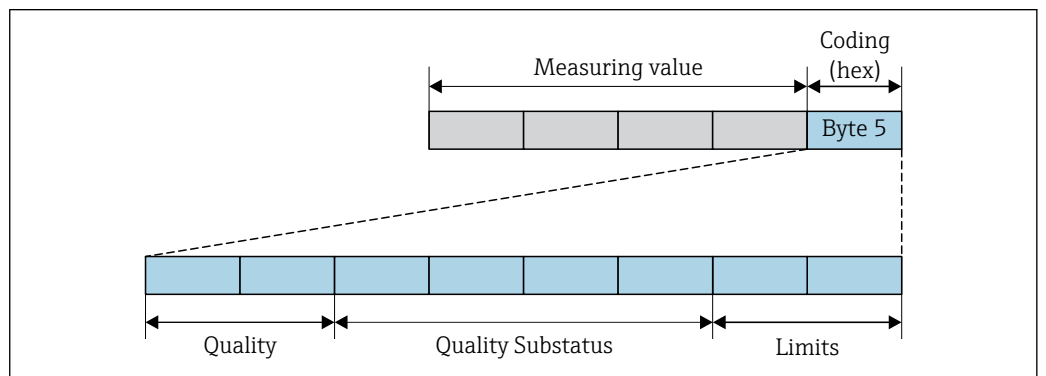 Coding
(hex)
Measuring value
Byte 5
Quality
Quality Substatus
Limits